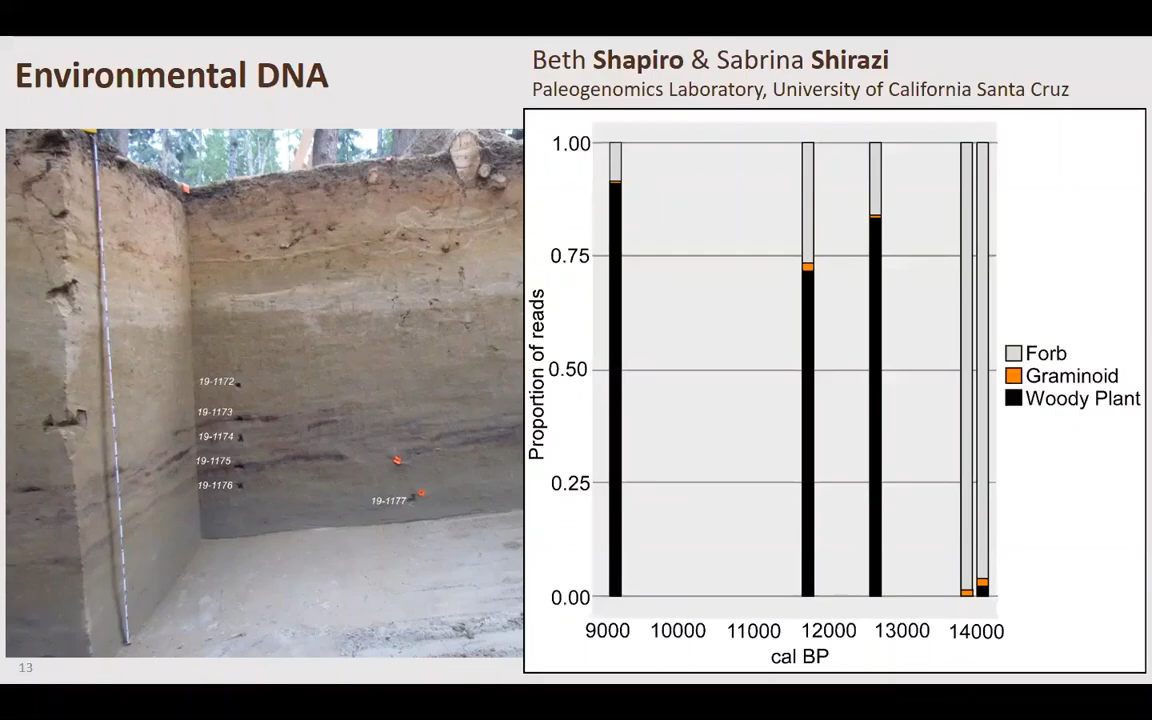 Environmental DNA
Beth Shapiro & Sabrina Shirazi
Paleogenomics Laboratory, University of California Santa Cruz
19-1172
19-1173
19-1174
19-1175
19-1176
19-1177
1.00
0.75
0.50
0.25
0.00
Proportion of reads
9000 10000 11000 12000 13000 14000
cal BP
Forb
Graminoid
Woody Plant
13